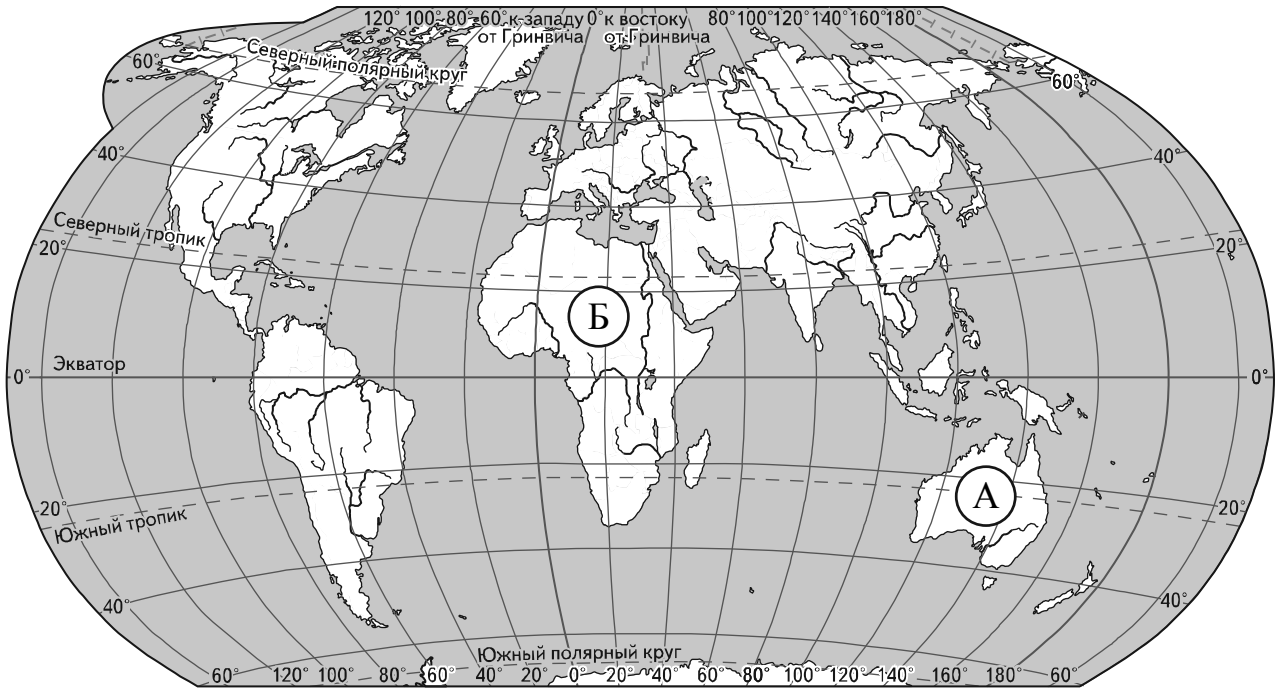 120° 100° 80° 60° к западу 0° к востоку 80° 100° 120° 140° 160° 180°
от Гринвича от Гринвича
Северный полярный круг
60° 60°
40° 40°
Северный тропик
20° 20°
Б
Экватор
0° 0°
А
20° 20°
Южный тропик
40° 40°
Южный полярный круг
60° 120° 100° 80° 60° 40° 20° 0° 20° 40° 60° 80° 100° 120° 140° 160° 60°